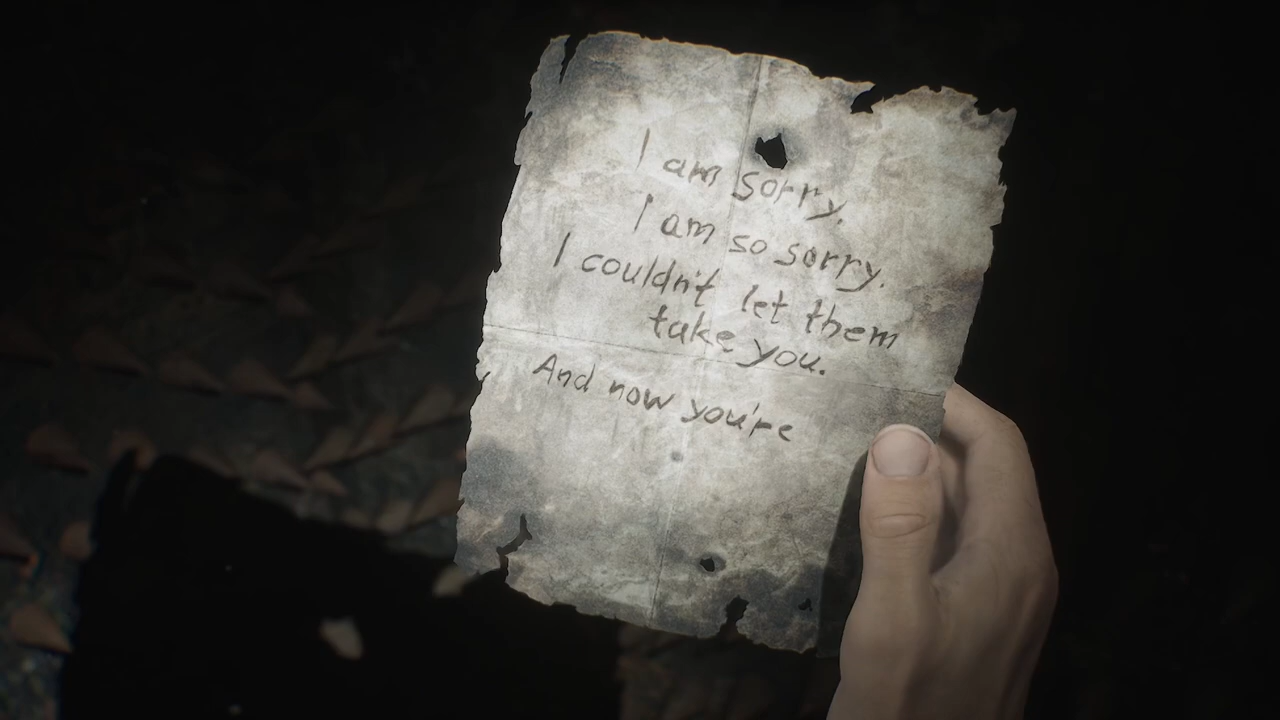 I am sorry.
I am so sorry.
I couldn't let them
take you.
And now you're